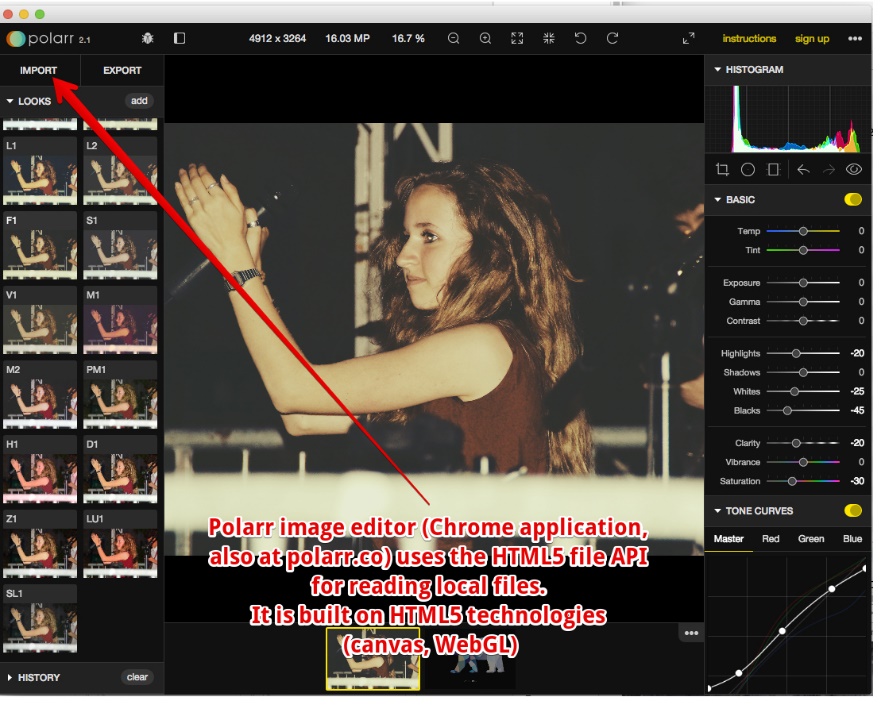 polarr 2.1
4912 x 3264
16.03 MP
16.7 %
instructions
sign up
IMPORT
EXPORT
LOOKS
add
L1
L2
F1
S1
V1
M1
M2
PM1
H1
D1
Z1
LU1
SL1
HISTORY
clear
Polarr image editor (Chrome application,
also at polarr.co) uses the HTML5 file API
for reading local files.
It is built on HTML5 technologies
(canvas, WebGL)
HISTOGRAM
BASIC
Temp 0
Tint 0
Exposure 0
Gamma 0
Contrast 0
Highlights -20
Shadows 0
Whites -25
Blacks -45
Clarity -20
Vibrance 0
Saturation -30
TONE CURVES
Master Red Green Blue